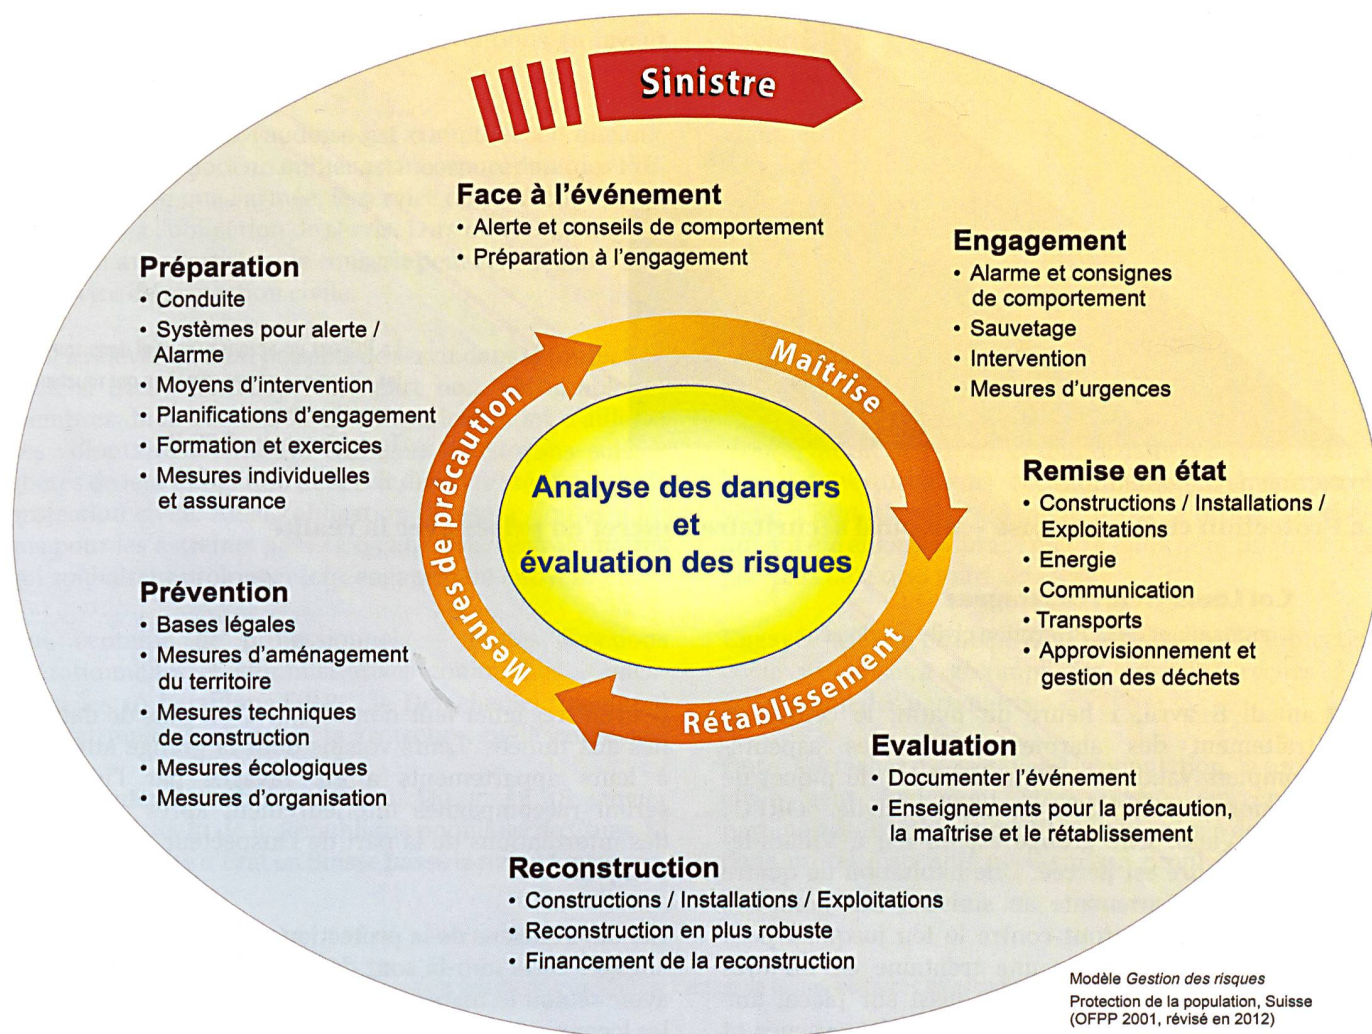 Sinistre
Face à l’événement
• Alerte et conseils de comportement
• Préparation à l’engagement
Engagement
• Alarme et consignes
de comportement
• Sauvetage
• Intervention
• Mesures d’urgences
Préparation
• Conduite
• Systèmes pour alerte /
Alarme
• Moyens d’intervention
• Planifications d’engagement
• Formation et exercices
• Mesures individuelles
et assurance
Maîtrise
Mesures de précaution
Rétablissement
Analyse des dangers
et
évaluation des risques
Remise en état
• Constructions / Installations /
Exploitations
• Energie
• Communication
• Transports
• Approvisionnement et
gestion des déchets
Prévention
• Bases légales
• Mesures d’aménagement
du territoire
• Mesures techniques
de construction
• Mesures écologiques
• Mesures d’organisation
Evaluation
• Documenter l’événement
• Enseignements pour la précaution,
la maîtrise et le rétablissement
Reconstruction
• Constructions / Installations / Exploitations
• Reconstruction en plus robuste
• Financement de la reconstruction
Modèle Gestion des risques
Protection de la population, Suisse
(OFPP 2001, révisé en 2012)